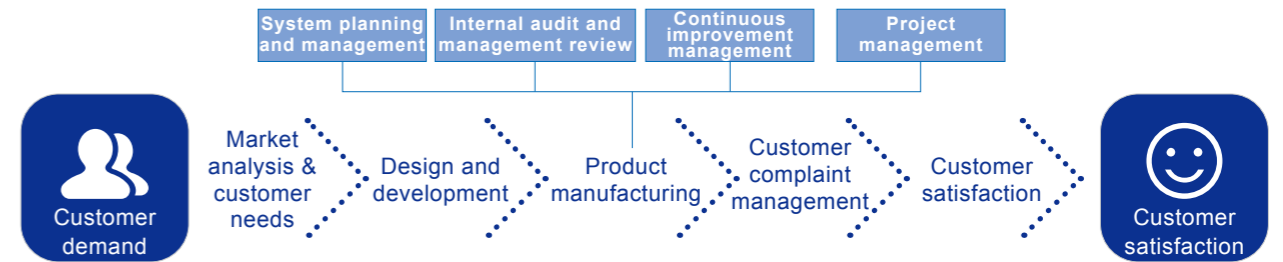 System planning
and management
Internal audit and
management review
Continuous
improvement
management
Project
management
Customer
demand
Market
analysis &
customer
needs
Design and
development
Product
manufacturing
Customer
complaint
management
Customer
satisfaction
Customer
satisfaction